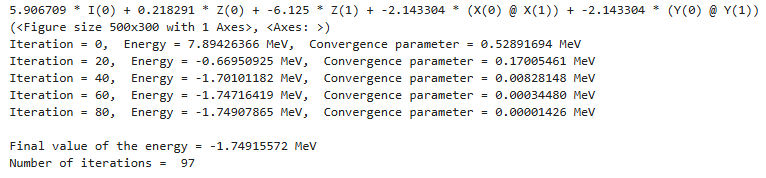 5.906709 * I(0) + 0.218291 * Z(0) + -6.125 * Z(1) + -2.143304 * (X(0) @ X(1)) + -2.143304 * (Y(0) @ Y(1))
(<Figure size 500x300 with 1 Axes>, <Axes: >)
Iteration = 0,  Energy = 7.89426366 MeV,  Convergence parameter = 0.52891694 MeV
Iteration = 20,  Energy = -0.66950925 MeV,  Convergence parameter = 0.17005461 MeV
Iteration = 40,  Energy = -1.70101182 MeV,  Convergence parameter = 0.00828148 MeV
Iteration = 60,  Energy = -1.74716419 MeV,  Convergence parameter = 0.00034480 MeV
Iteration = 80,  Energy = -1.74907865 MeV,  Convergence parameter = 0.00001426 MeV
Final value of the energy = -1.74915572 MeV
Number of iterations =  97